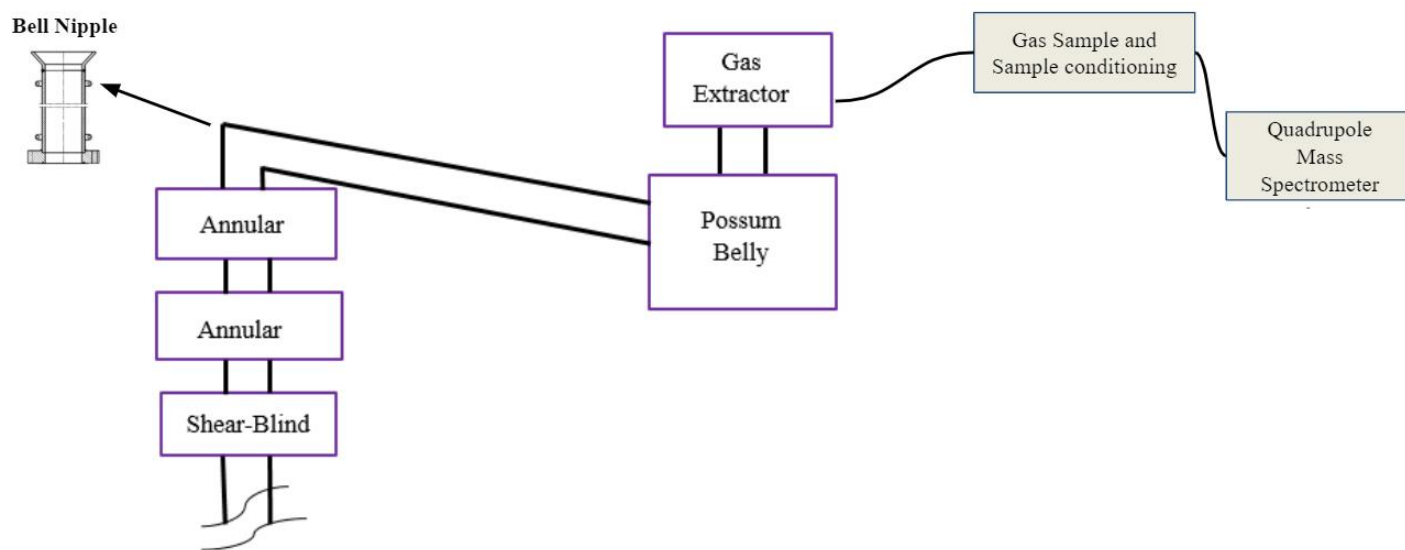 Bell Nipple
Gas
Extractor
Gas Sample and
Sample conditioning
Quadrupole
Mass
Spectrometer
Annular
Possum
Belly
Annular
Shear-Blind